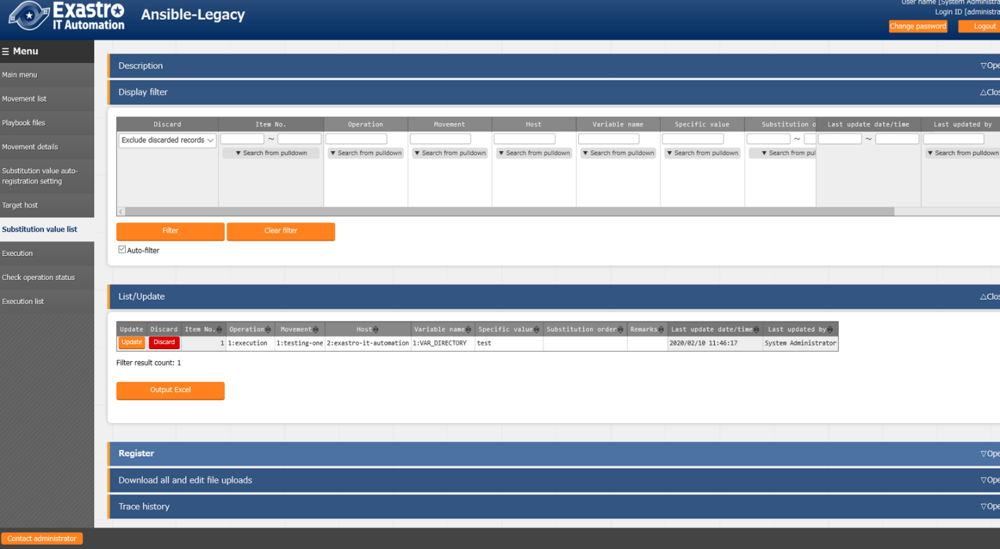 Exastro
IT Automation
Ansible-Legacy
User name [System Administra
Login ID [administra
Change password
Logout
☰ Menu
Main menu
Movement list
Playbook files
Movement details
Substitution value auto-
registration setting
Target host
Substitution value list
Execution
Check operation status
Execution list
Contact administrator
Description
▽Ope
Display filter
△Clos
Discard Item No. Operation Movement Host Variable name Specific value Substitution o Last update date/time Last updated by
Exclude discarded records ~ ~ ~
▼ Search from pulldown ▼ Search from pulldown ▼ Search from pulldown ▼ Search from pulldown ▼ Search from pulldown ▼ Search from pulldown ▼ Search from pul ▼ Search from pulldown
Filter
Clear filter
Auto-filter
List/Update
△Clos
Update Discard Item No. Operation Movement Host Variable name Specific value Substitution order Remarks Last update date/time Last updated by
Update Discard 1 1:execution 1:testing-one 2:exastro-it-automation 1:VAR_DIRECTORY test 2020/02/10 11:46:17 System Administrator
Filter result count: 1
Output Excel
Register
▽Ope
Download all and edit file uploads
▽Ope
Trace history
▽Ope